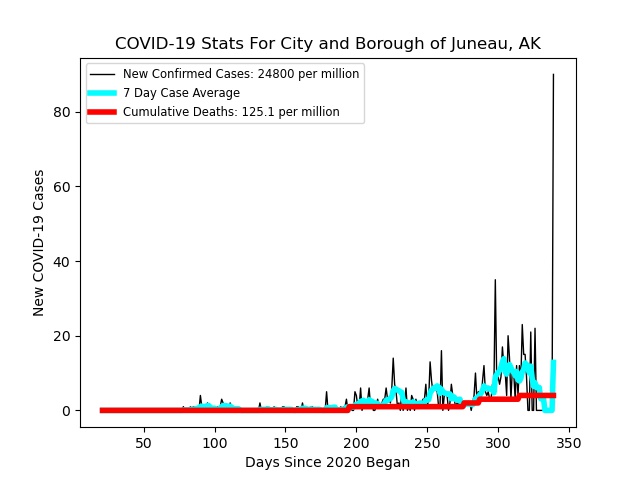 COVID-19 Stats For City and Borough of Juneau, AK
New Confirmed Cases: 24800 per million
7 Day Case Average
Cumulative Deaths: 125.1 per million
New COVID-19 Cases
80
60
40
20
0
50 100 150 200 250 300 350
Days Since 2020 Began